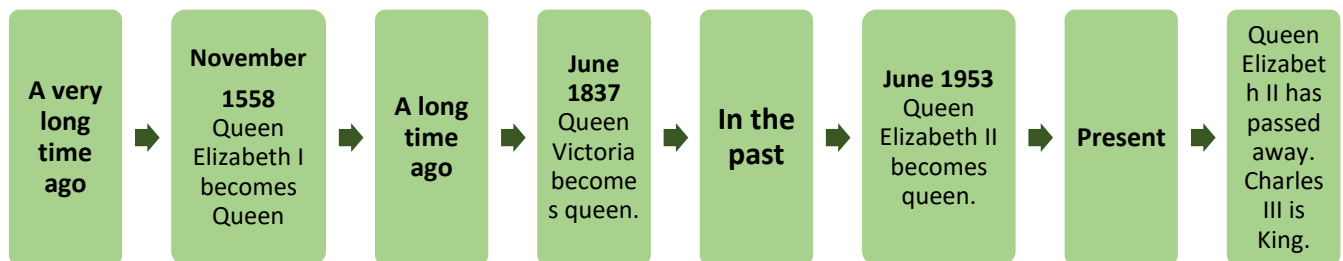 A very
long
time
ago
November
1558
Queen
Elizabeth I
becomes
Queen
A long
time
ago
June
1837
Queen
Victoria
become
s queen.
In the
past
June 1953
Queen
Elizabeth II
becomes
queen.
Present
Queen
Elizabet
h II has
passed
away.
Charles
III is
King.